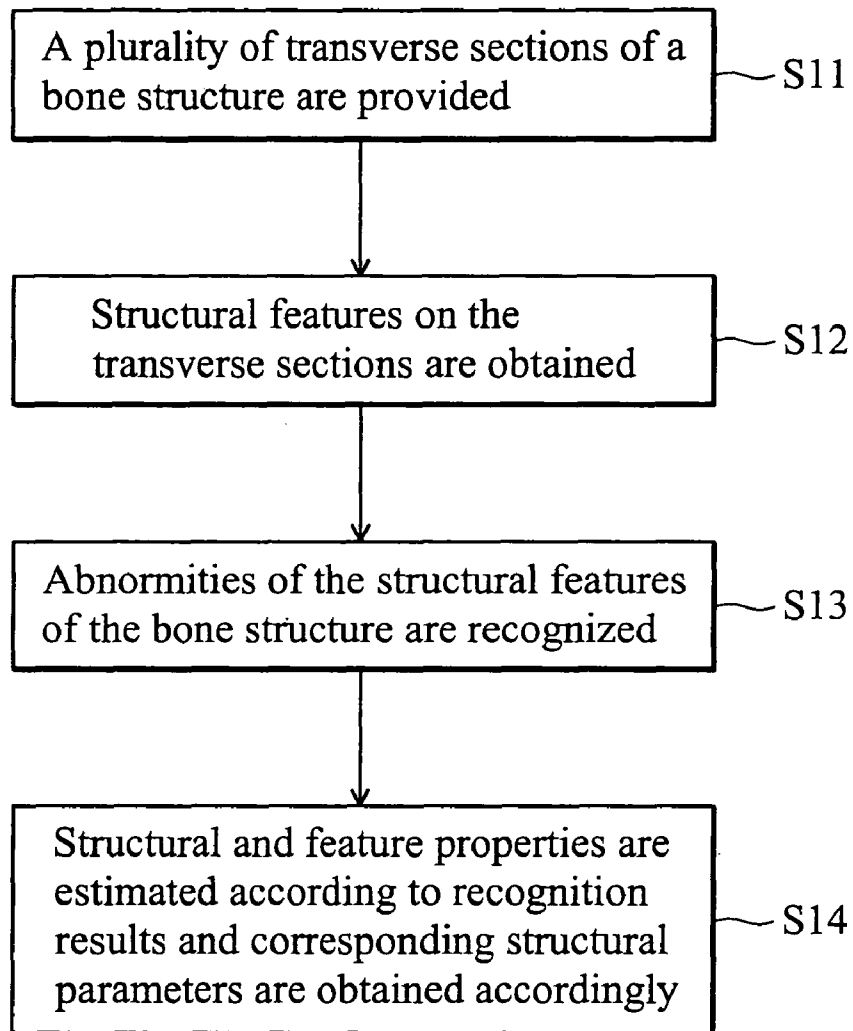 A plurality of transverse sections of a
bone structure are provided
S11
Structural features on the
transverse sections are obtained
S12
Abnormities of the structural features
of the bone structure are recognized
S13
Structural and feature properties are
estimated according to recognition
results and corresponding structural
parameters are obtained accordingly
S14